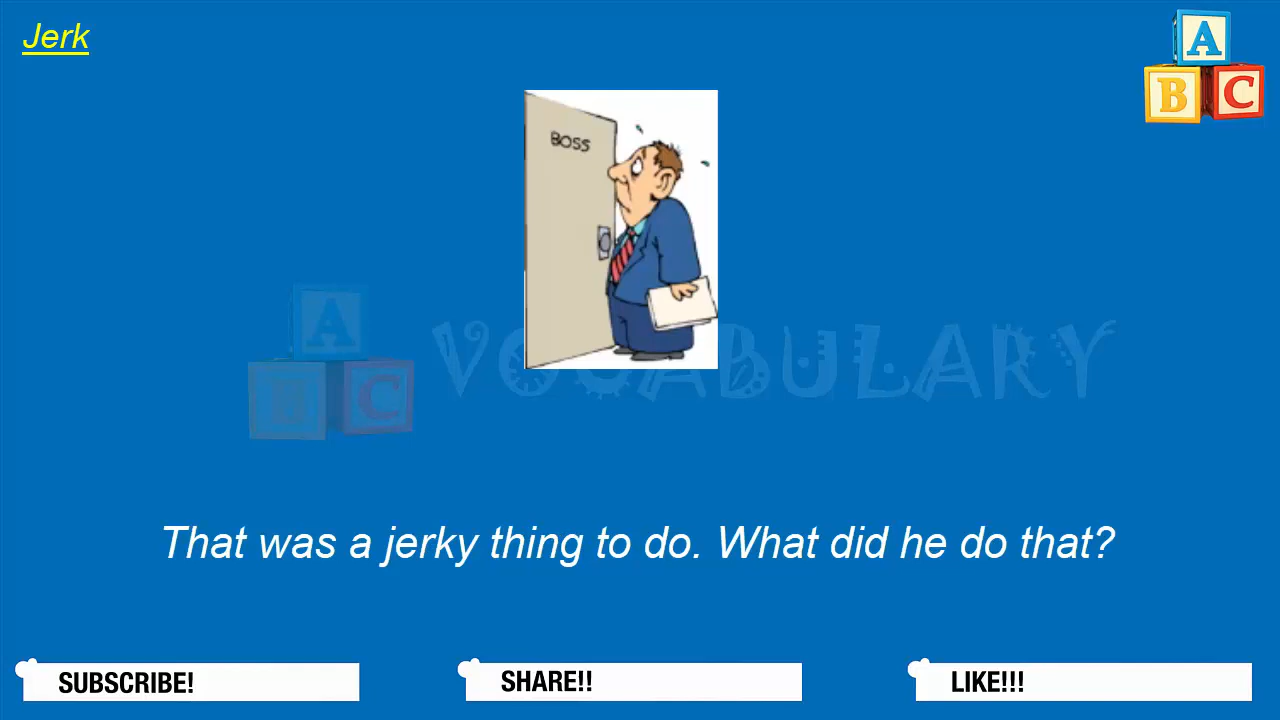 Jerk
A
B C
BOSS
A
B C
VOCABULARY
That was a jerky thing to do. What did he do that?
SUBSCRIBE!
SHARE!!
LIKE!!!